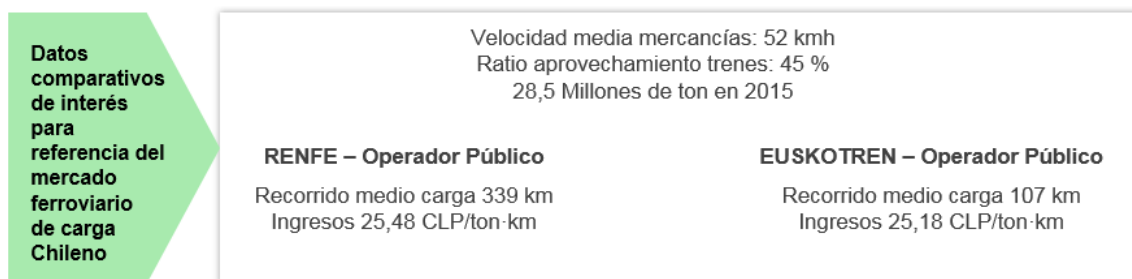 Datos
comparativos
de interés
para
referencia del
mercado
ferroviario
de carga
Chileno
Velocidad media mercancías: 52 kmh
Ratio aprovechamiento trenes: 45 %
28,5 Millones de ton en 2015
RENFE – Operador Público
Recorrido medio carga 339 km
Ingresos 25,48 CLP/ton·km
EUSKOTREN – Operador Público
Recorrido medio carga 107 km
Ingresos 25,18 CLP/ton·km